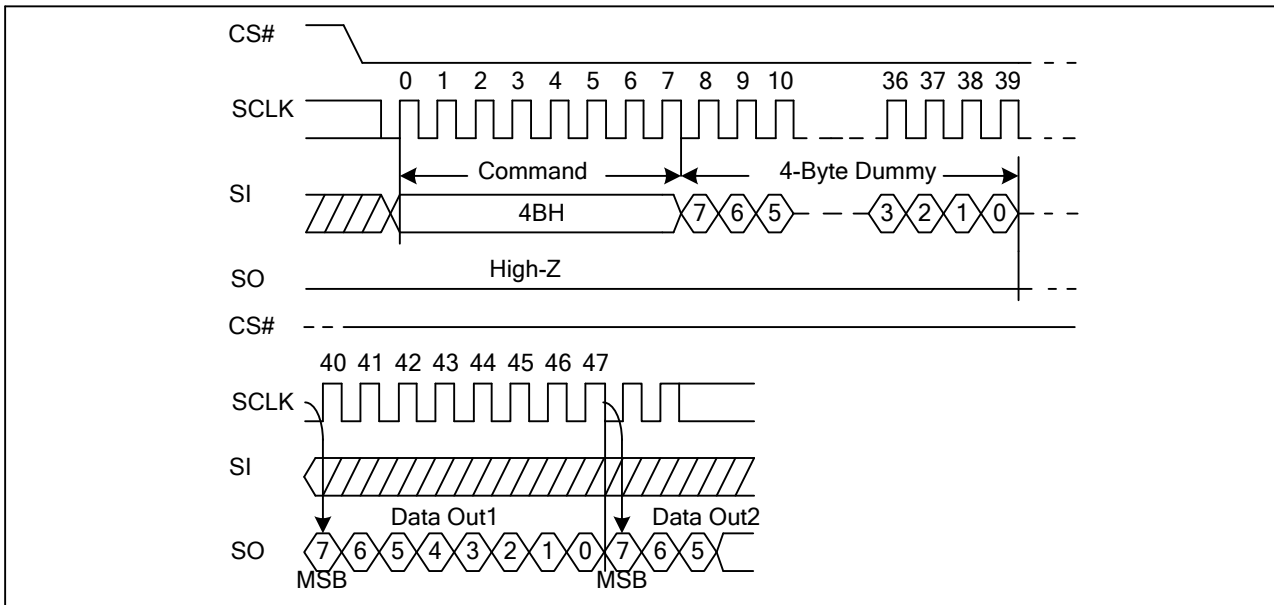 CS#
0 1 2 3 4 5 6 7 8 9 10 36 37 38 39
SCLK
Command 4-Byte Dummy
SI
4BH 7 6 5 3 2 1 0
High-Z
SO
CS#
40 41 42 43 44 45 46 47
SCLK
SI
Data Out1 Data Out2
SO 7 6 5 4 3 2 1 0 7 6 5
MSB MSB